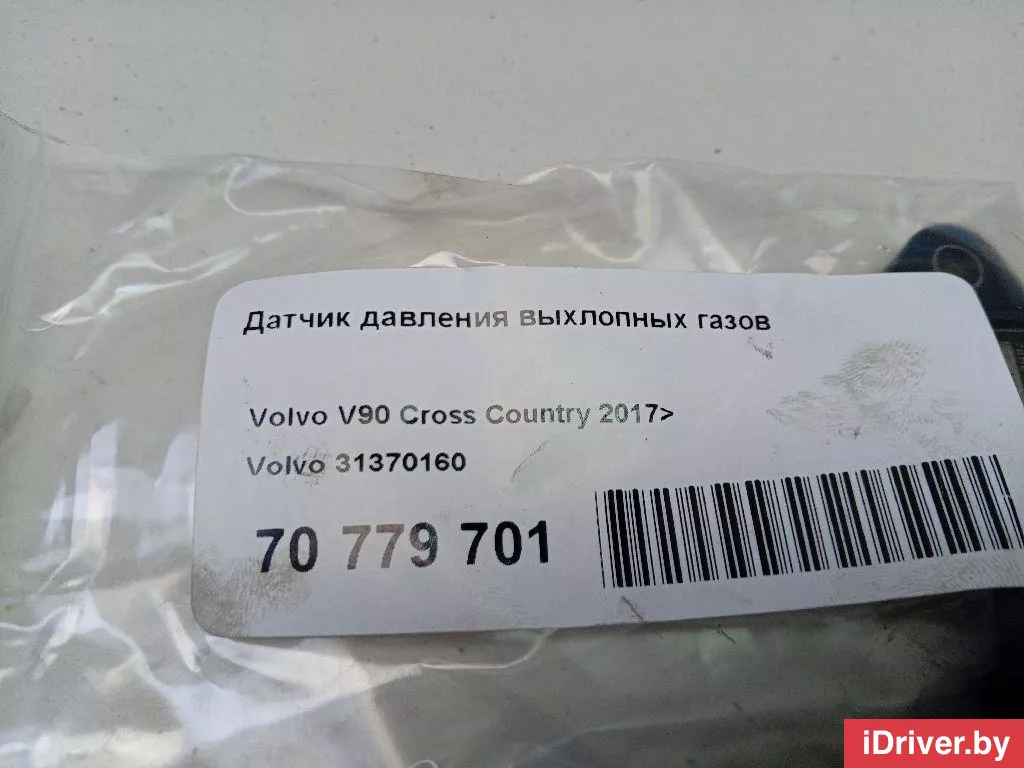 Датчик давления выхлопных газов
Volvo V90 Cross Country 2017>
Volvo 31370160
70 779 701
iDriver.by